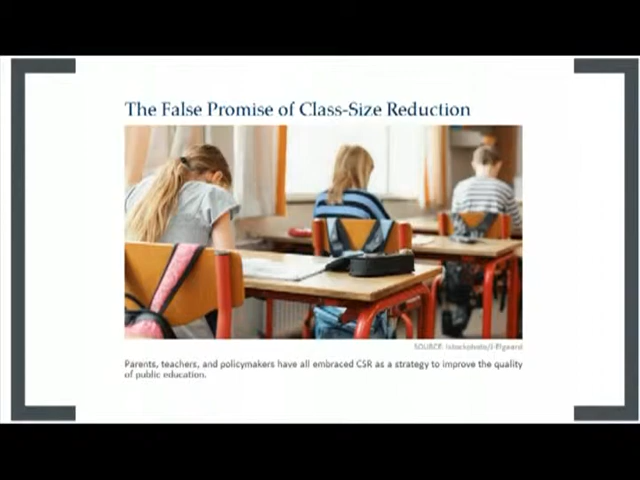 The False Promise of Class-Size Reduction
SOURCE:
Parents, teachers, and policymakers have all embraced CSR as a strategy to improve the quality
of public education.